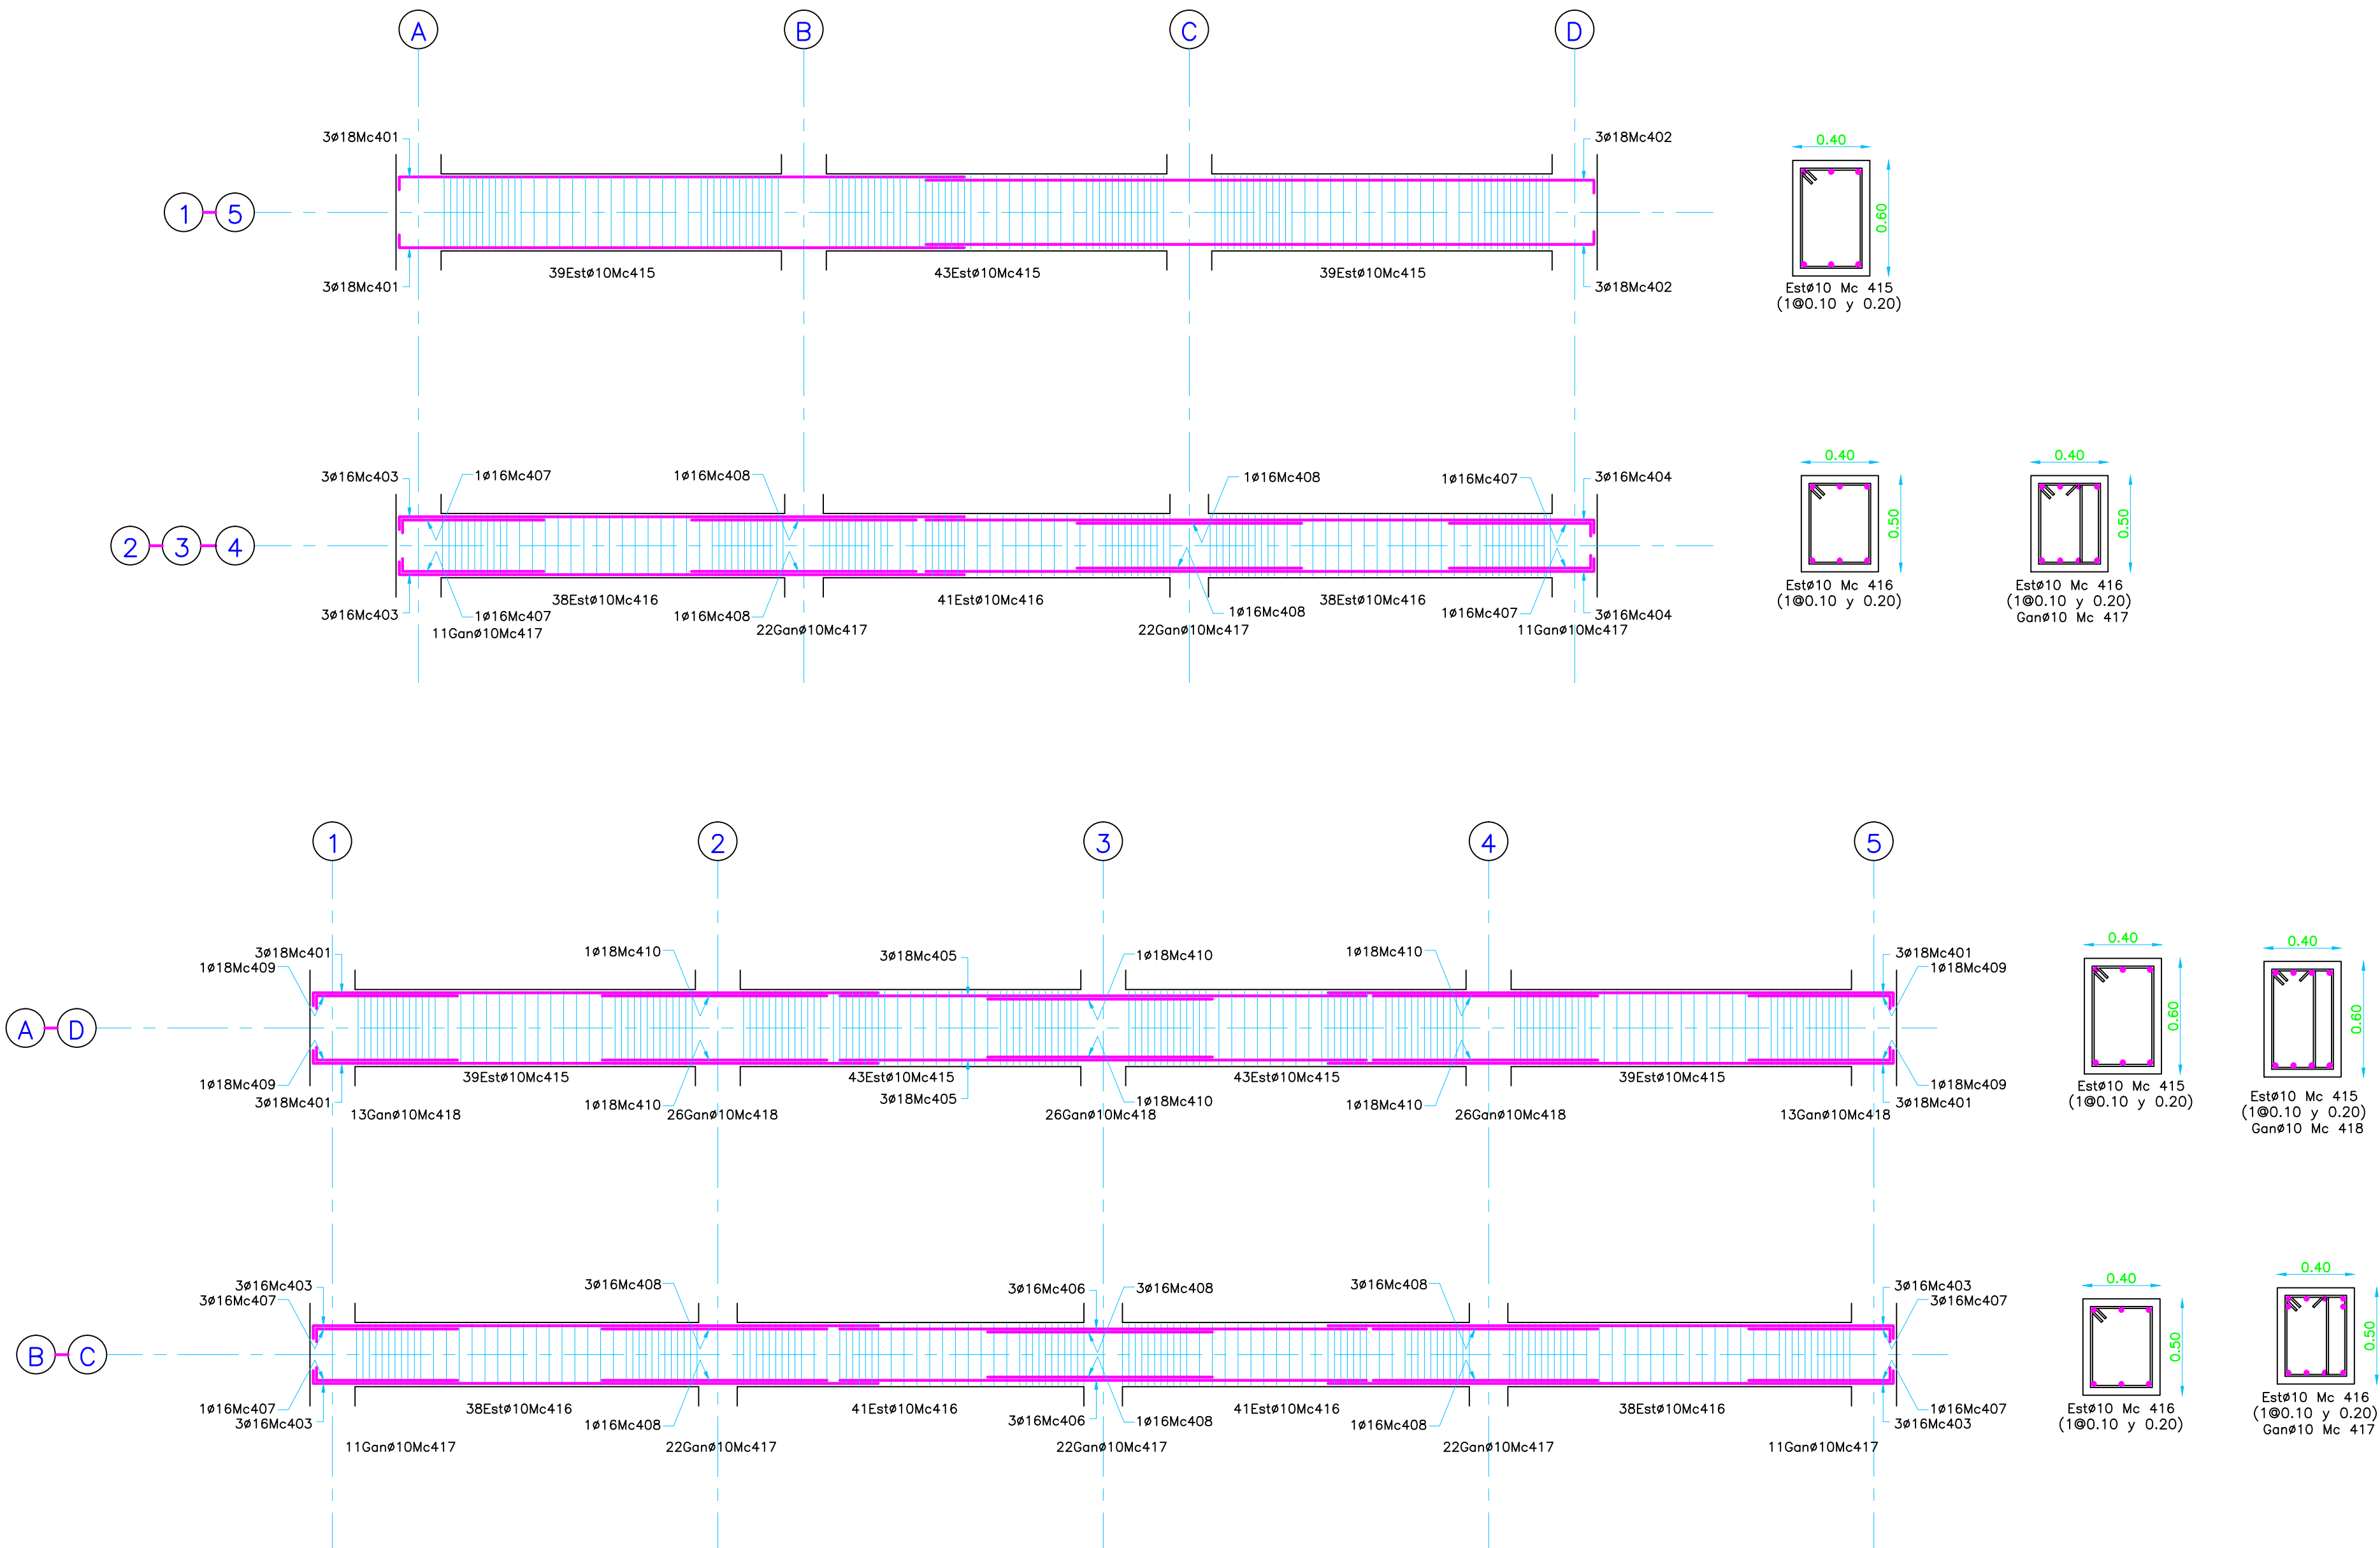 A B C D
3ø18Mc401 3ø18Mc402
0.40
1 5
0.60
39Estø10Mc415 43Estø10Mc415 39Estø10Mc415
3ø18Mc401 3ø18Mc402
Estø10 Mc 415
(1@0.10 y 0.20)
3ø16Mc403 1ø16Mc407 1ø16Mc408 1ø16Mc408 1ø16Mc407 3ø16Mc404
0.40 0.40
2 3 4
0.50 0.50
38Estø10Mc416 41Estø10Mc416 38Estø10Mc416
3ø16Mc403 1ø16Mc407 1ø16Mc408 1ø16Mc408 1ø16Mc407 3ø16Mc404
11Ganø10Mc417 22Ganø10Mc417 22Ganø10Mc417 11Ganø10Mc417
Estø10 Mc 416
(1@0.10 y 0.20)
Estø10 Mc 416
(1@0.10 y 0.20)
Ganø10 Mc 417
1 2 3 4 5
3ø18Mc401 1ø18Mc410 3ø18Mc405 1ø18Mc410 1ø18Mc410 3ø18Mc401
1ø18Mc409 1ø18Mc409
0.40 0.40
A D
0.60 0.60
39Estø10Mc415 43Estø10Mc415 43Estø10Mc415 39Estø10Mc415
1ø18Mc409 1ø18Mc409
3ø18Mc401 1ø18Mc410 3ø18Mc405 1ø18Mc410 1ø18Mc410 3ø18Mc401
13Ganø10Mc418 26Ganø10Mc418 26Ganø10Mc418 26Ganø10Mc418 13Ganø10Mc418
Estø10 Mc 415
(1@0.10 y 0.20)
Estø10 Mc 415
(1@0.10 y 0.20)
Ganø10 Mc 418
3ø16Mc403 3ø16Mc408 3ø16Mc406 3ø16Mc408 3ø16Mc408 3ø16Mc403
3ø16Mc407 3ø16Mc407
0.40 0.40
B C
0.50 0.50
38Estø10Mc416 41Estø10Mc416 41Estø10Mc416 38Estø10Mc416
1ø16Mc407 1ø16Mc407
3ø16Mc403 1ø16Mc408 3ø16Mc406 1ø16Mc408 1ø16Mc408 3ø16Mc403
11Ganø10Mc417 22Ganø10Mc417 22Ganø10Mc417 22Ganø10Mc417 11Ganø10Mc417
Estø10 Mc 416
(1@0.10 y 0.20)
Estø10 Mc 416
(1@0.10 y 0.20)
Ganø10 Mc 417